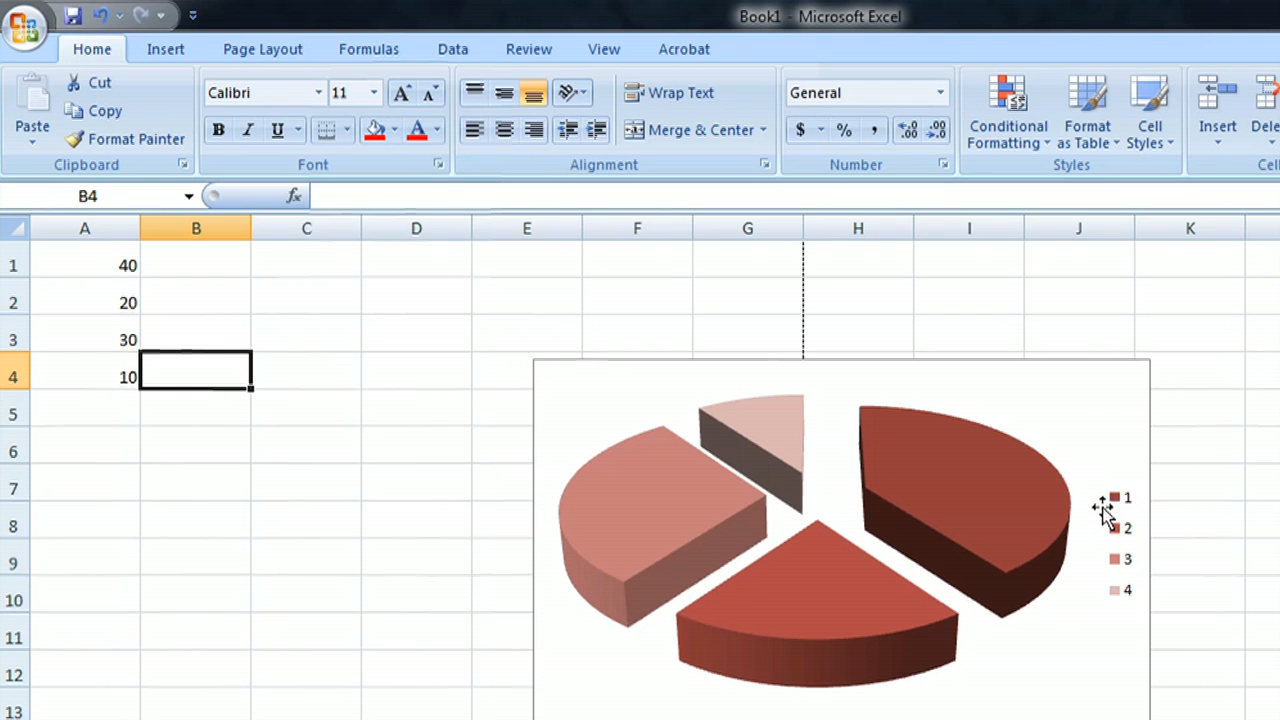 Book1 - Microsoft Excel
Home Insert Page Layout Formulas Data Review View Acrobat
Paste
Cut
Copy
Format Painter
Clipboard
Calibri 11 A A
B I U A
Font
Wrap Text
Merge & Center
Alignment
General
$ % , .00 .00
Number
Conditional Formatting
Format as Table
Cell Styles
Styles
Insert
B4 fx
A B C D E F G H I J K
1 40
2 20
3 30
4 10
5
6
7
8
9
10
11
12
13
1
2
3
4